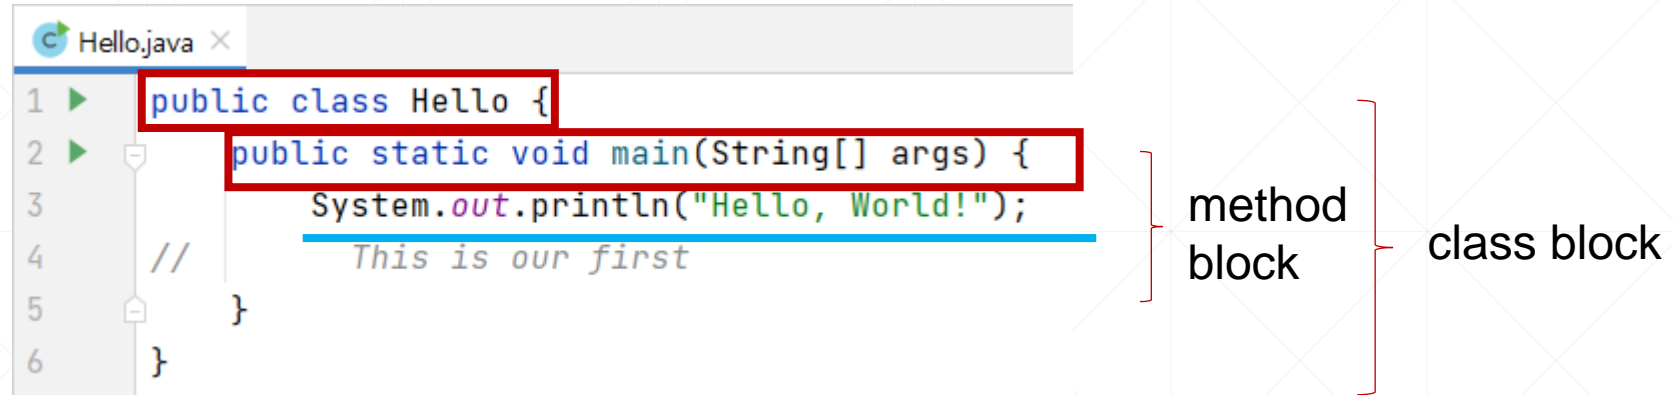 C Hello.java ×
1 public class Hello {
2 public static void main(String[] args) {
3 System.out.println("Hello, World!");
4 // This is our first
5 }
6 }
method
block
class block